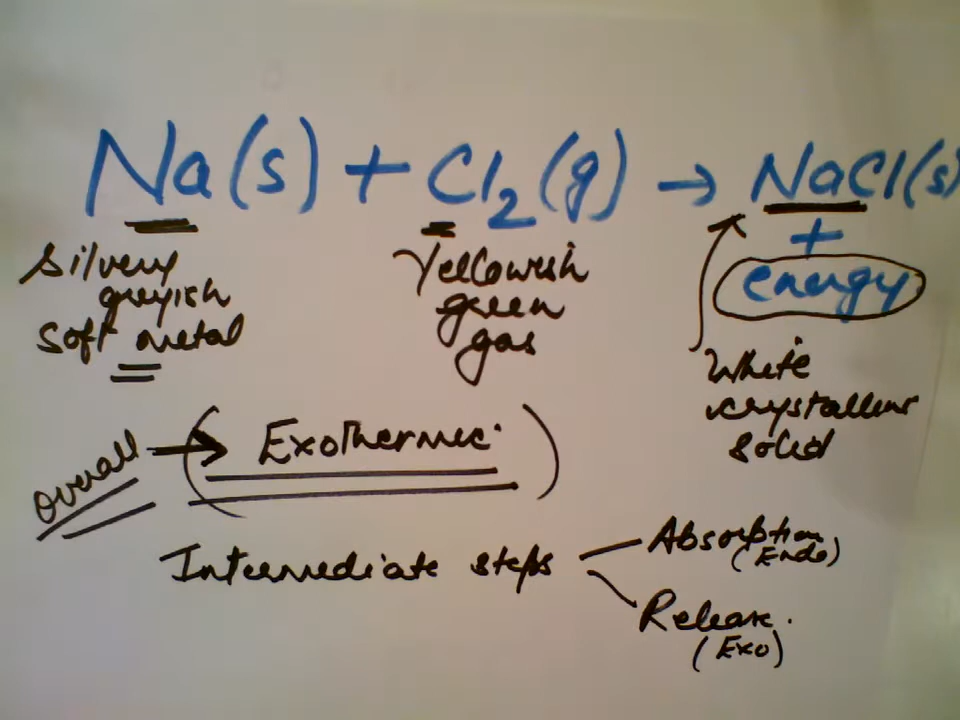 Na(s) + Cl2(g) → NaCl(s)
+
energy
Silvery
greyish
soft metal
Yellowish
green
gas
White
crystalline
solid
overall → (Exothermic)
Intermediate steps
Absorption
(Endo)
Release.
(Exo)